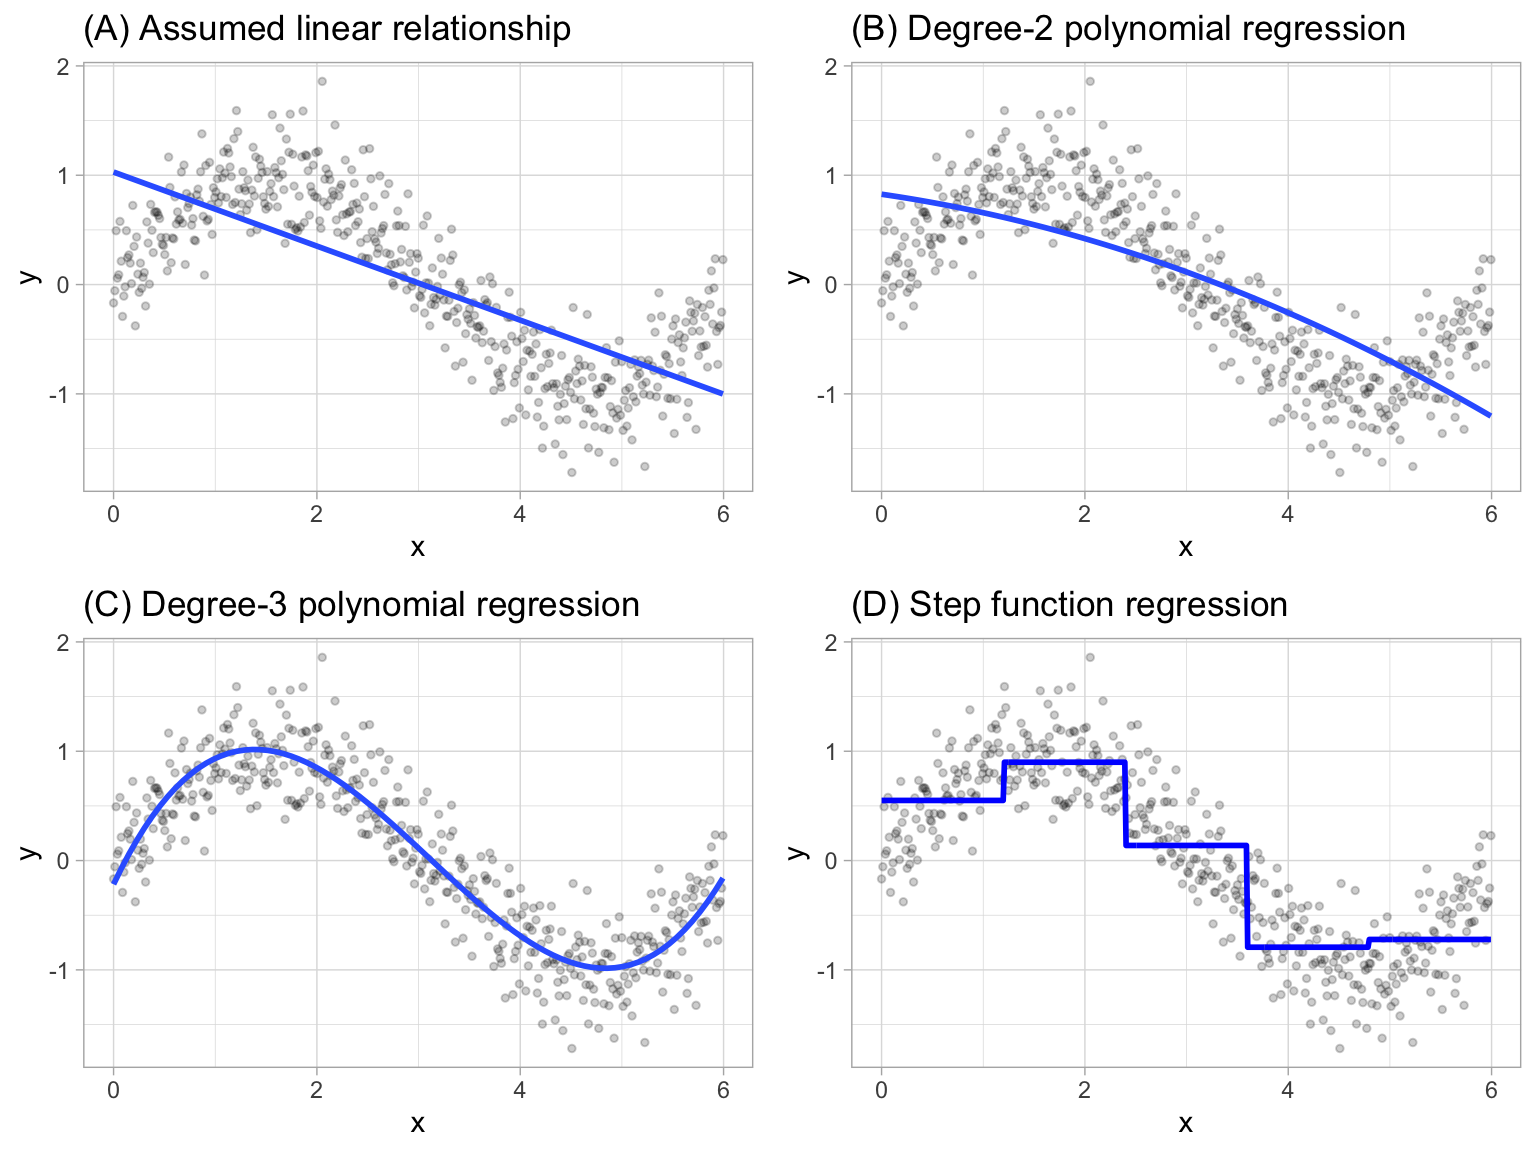 (A) Assumed linear relationship
2
1
0
-1
y
0 2 4 6
x
(B) Degree-2 polynomial regression
2
1
0
-1
y
0 2 4 6
x
(C) Degree-3 polynomial regression
2
1
0
-1
y
0 2 4 6
x
(D) Step function regression
2
1
0
-1
y
0 2 4 6
x